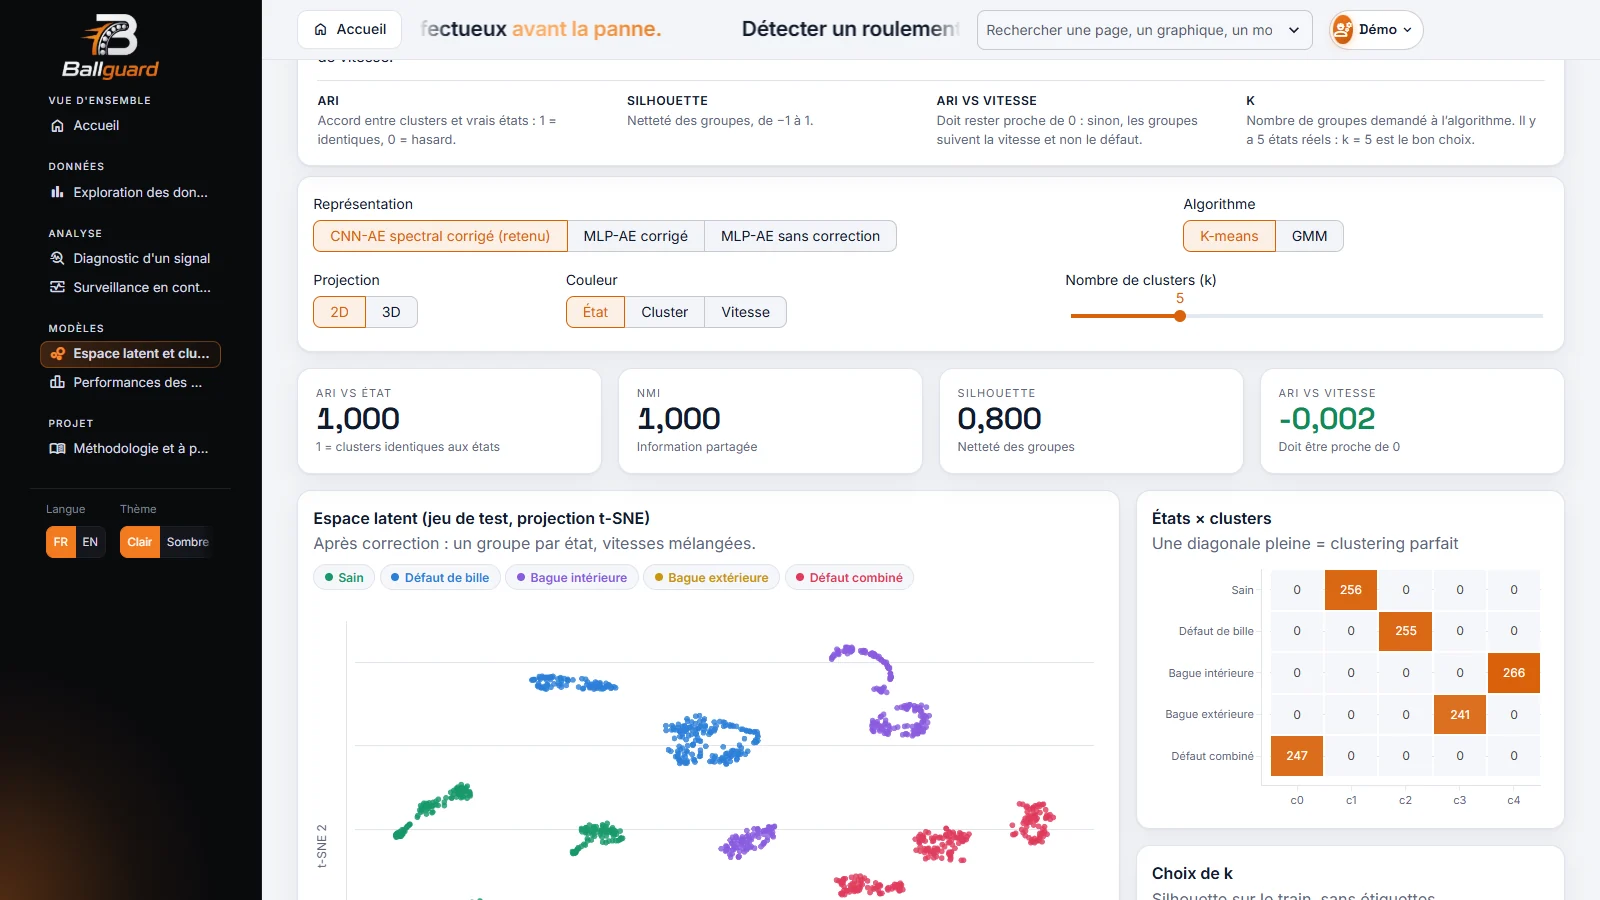 Ballguard
VUE D'ENSEMBLE
Accueil
DONNÉES
Exploration des don...
ANALYSE
Diagnostic d'un signal
Surveillance en cont...
MODÈLES
Espace latent et clu...
Performances des ...
PROJET
Méthodologie et à p...
Langue
Thème
FR
EN
Clair
Sombre
Accueil
fectueux avant la panne.
Détecter un roulement
Rechercher une page, un graphique, un mo
Démo
de vitesse.
ARI
Accord entre clusters et vrais états : 1 =
identiques, 0 = hasard.
SILHOUETTE
Netteté des groupes, de −1 à 1.
ARI VS VITESSE
Doit rester proche de 0 : sinon, les groupes
suivent la vitesse et non le défaut.
K
Nombre de groupes demandé à l'algorithme. Il y
a 5 états réels : k = 5 est le bon choix.
Représentation
CNN-AE spectral corrigé (retenu)
MLP-AE corrigé
MLP-AE sans correction
Algorithme
K-means
GMM
Projection
2D
3D
Couleur
État
Cluster
Vitesse
Nombre de clusters (k)
5
ARI VS ÉTAT
1,000
1 = clusters identiques aux états
NMI
1,000
Information partagée
SILHOUETTE
0,800
Netteté des groupes
ARI VS VITESSE
-0,002
Doit être proche de 0
Espace latent (jeu de test, projection t-SNE)
Après correction : un groupe par état, vitesses mélangées.
Sain
Défaut de bille
Bague intérieure
Bague extérieure
Défaut combiné
t-SNE 2
États × clusters
Une diagonale pleine = clustering parfait
Sain 0 256 0 0 0
Défaut de bille 0 0 255 0 0
Bague intérieure 0 0 0 0 266
Bague extérieure 0 0 0 241 0
Défaut combiné 247 0 0 0 0
c0 c1 c2 c3 c4
Choix de k
Silhouette sur le train, sans étiquettes